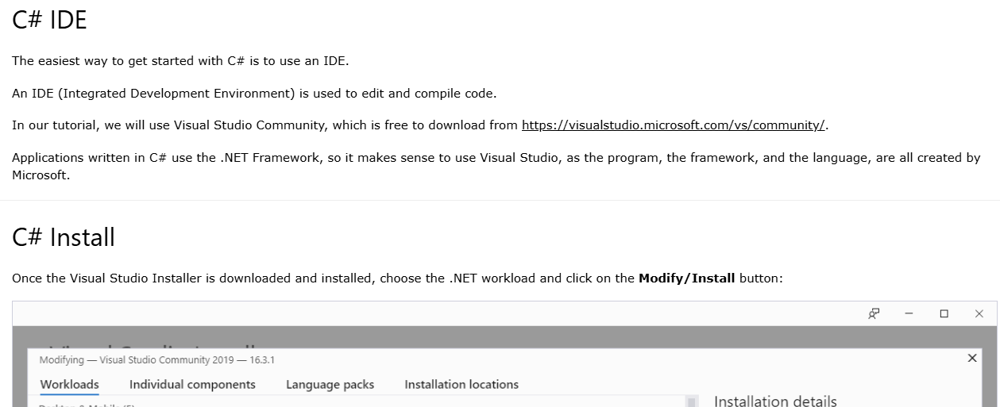 C# IDE
The easiest way to get started with C# is to use an IDE.
An IDE (Integrated Development Environment) is used to edit and compile code.
In our tutorial, we will use Visual Studio Community, which is free to download from https://visualstudio.microsoft.com/vs/community/.
Applications written in C# use the .NET Framework, so it makes sense to use Visual Studio, as the program, the framework, and the language, are all created by
Microsoft.
C# Install
Once the Visual Studio Installer is downloaded and installed, choose the .NET workload and click on the Modify/Install button:
Modifying — Visual Studio Community 2019 — 16.3.1
Workloads Individual components Language packs Installation locations
Installation details